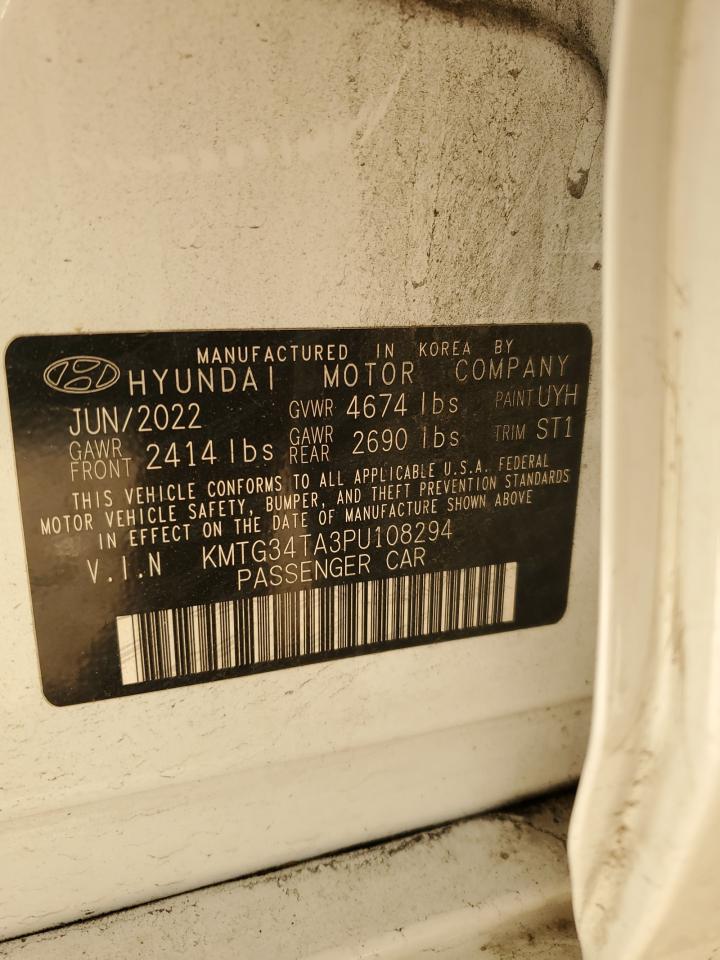 MANUFACTURED IN KOREA BY
HYUNDAI MOTOR COMPANY
JUN/2022 GVWR 4674 lbs PAINT UYH
GAWR FRONT 2414 lbs GAWR REAR 2690 lbs TRIM ST1
THIS VEHICLE CONFORMS TO ALL APPLICABLE U.S.A. FEDERAL
MOTOR VEHICLE SAFETY, BUMPER, AND THEFT PREVENTION STANDARDS
IN EFFECT ON THE DATE OF MANUFACTURE SHOWN ABOVE
V.I.N KMTG34TA3PU108294
PASSENGER CAR